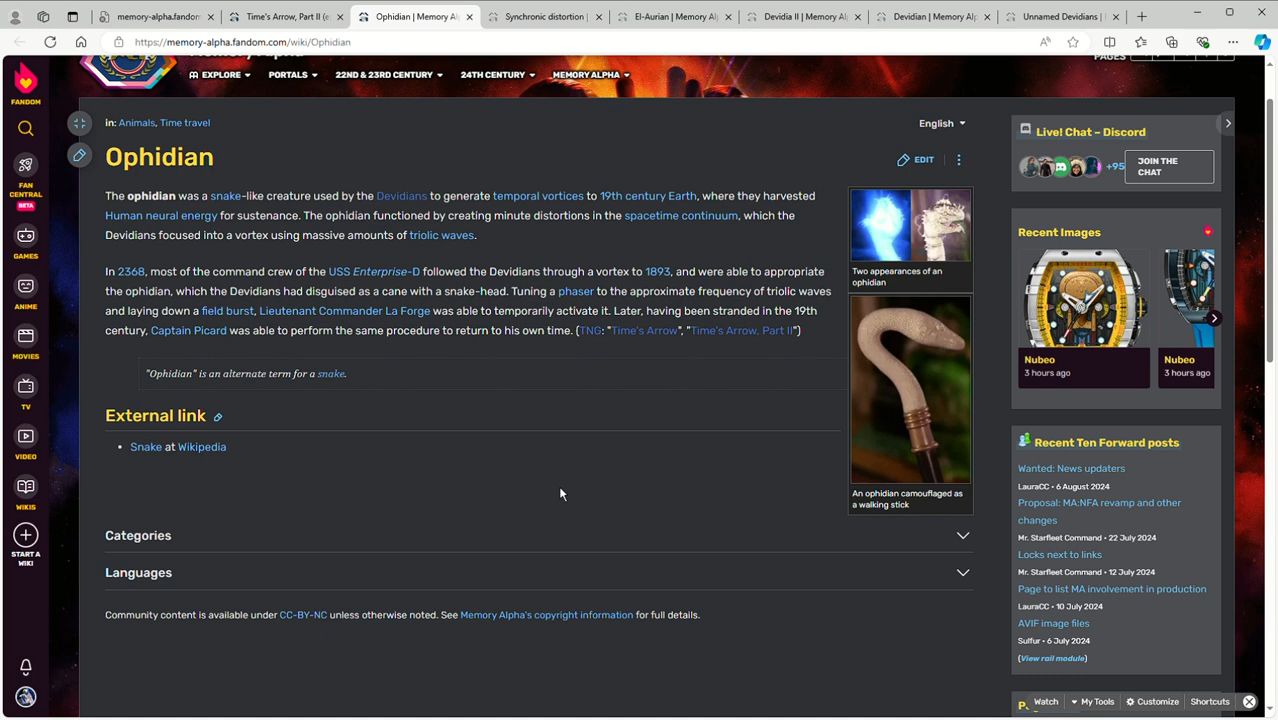 memory-alpha.fandom
Time's Arrow, Part II (e
Ophidian | Memory Al
Synchronic distortion |
El-Aurian | Memory Al
Devidia II | Memory Al
Devidian | Memory Alp
Unnamed Devidians |
https://memory-alpha.fandom.com/wiki/Ophidian
FANDOM
FAN CENTRAL
BETA
GAMES
ANIME
MOVIES
TV
VIDEO
WIKIS
START A WIKI
EXPLORE
PORTALS
22ND & 23RD CENTURY
24TH CENTURY
MEMORY ALPHA
PAGES
in: Animals, Time travel
English
Ophidian
EDIT
The ophidian was a snake-like creature used by the Devidians to generate temporal vortices to 19th century Earth, where they harvested
Human neural energy for sustenance. The ophidian functioned by creating minute distortions in the spacetime continuum, which the
Devidians focused into a vortex using massive amounts of triolic waves.
In 2368, most of the command crew of the USS Enterprise-D followed the Devidians through a vortex to 1893, and were able to appropriate
the ophidian, which the Devidians had disguised as a cane with a snake-head. Tuning a phaser to the approximate frequency of triolic waves
and laying down a field burst, Lieutenant Commander La Forge was able to temporarily activate it. Later, having been stranded in the 19th
century, Captain Picard was able to perform the same procedure to return to his own time. (TNG: "Time's Arrow", "Time's Arrow, Part II")
"Ophidian" is an alternate term for a snake.
External link
• Snake at Wikipedia
Two appearances of an
ophidian
An ophidian camouflaged as
a walking stick
Categories
Languages
Community content is available under CC-BY-NC unless otherwise noted. See Memory Alpha's copyright information for full details.
Live! Chat – Discord
+95
JOIN THE
CHAT
Recent Images
Nubeo
3 hours ago
Nubeo
3 hours ago
Recent Ten Forward posts
Wanted: News updaters
LauraCC • 6 August 2024
Proposal: MA:NFA revamp and other
changes
Mr. Starfleet Command • 22 July 2024
Locks next to links
Mr. Starfleet Command • 12 July 2024
Page to list MA involvement in production
LauraCC • 10 July 2024
AVIF image files
Sulfur • 6 July 2024
(View rail module)
Watch
My Tools
Customize
Shortcuts